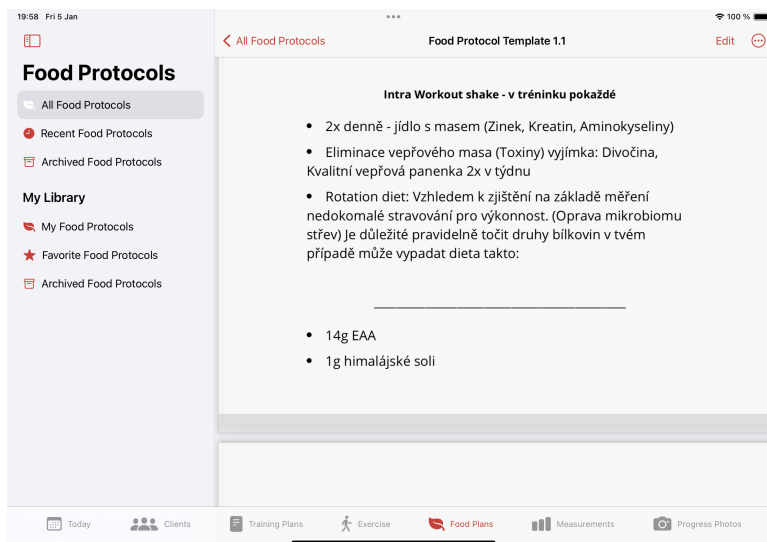 19:58 Fri 5 Jan
100 %
All Food Protocols
Food Protocol Template 1.1
Edit
Food Protocols
All Food Protocols
Recent Food Protocols
Archived Food Protocols
My Library
My Food Protocols
Favorite Food Protocols
Archived Food Protocols
Intra Workout shake - v tréninku pokaždé
• 2x denně - jídlo s masem (Zinek, Kreatin, Aminokyseliny)
• Eliminace vepřového masa (Toxiny) vyjímka: Divočina,
Kvalitní vepřová panenka 2x v týdnu
• Rotation diet: Vzhledem k zjištění na základě měření
nedokomalé stravování pro výkonnost. (Oprava mikrobiomu
střev) Je důležité pravidelně točit druhy bílkovin v tvém
případě může vypadat dieta takto:
• 14g EAA
• 1g himalájské soli
Today
Clients
Training Plans
Exercise
Food Plans
Measurements
Progress Photos